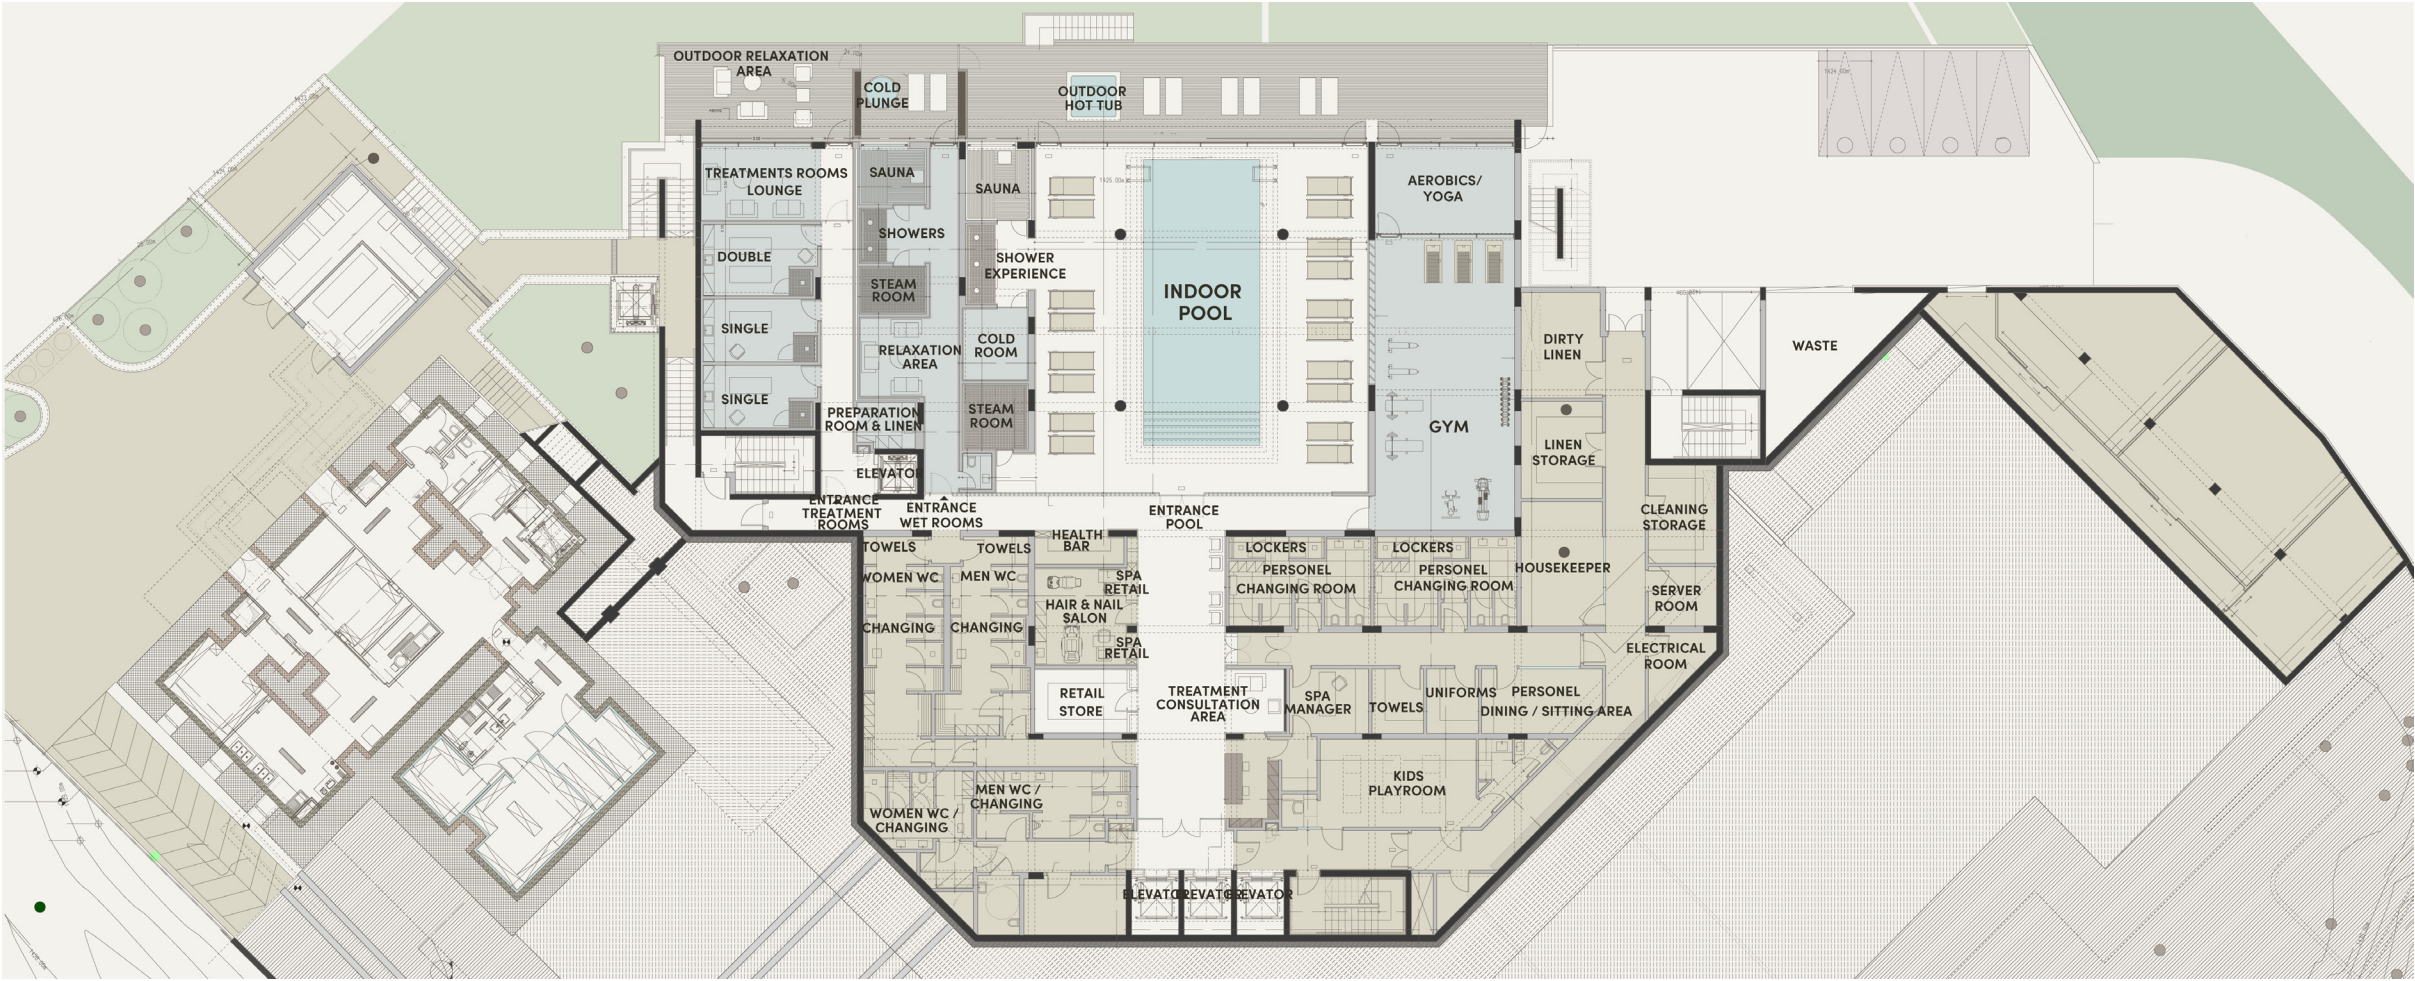 OUTDOOR RELAXATION
AREA
COLD
PLUNGE
OUTDOOR
HOT TUB
TREATMENTS ROOMS
LOUNGE
SAUNA
SAUNA
AEROBICS/
YOGA
SHOWERS
DOUBLE
SHOWER
EXPERIENCE
STEAM
ROOM
INDOOR
POOL
SINGLE
RELAXATION
AREA
COLD
ROOM
DIRTY
LINEN
WASTE
SINGLE
PREPARATION
ROOM & LINEN
STEAM
ROOM
GYM
LINEN
STORAGE
ELEVATOR
ENTRANCE
TREATMENT
ROOMS
ENTRANCE
WET ROOMS
ENTRANCE
POOL
CLEANING
STORAGE
TOWELS
TOWELS
HEALTH
BAR
LOCKERS
LOCKERS
WOMEN WC
MEN WC
SPA
RETAIL
PERSONEL
CHANGING ROOM
PERSONEL
CHANGING ROOM
HOUSEKEEPER
HAIR & NAIL
SALON
SERVER
ROOM
CHANGING
CHANGING
SPA
RETAIL
ELECTRICAL
ROOM
RETAIL
STORE
TREATMENT
CONSULTATION
AREA
SPA
MANAGER
TOWELS
UNIFORMS
PERSONEL
DINING / SITTING AREA
KIDS
PLAYROOM
MEN WC /
CHANGING
WOMEN WC /
CHANGING
ELEVATOR
ELEVATOR
ELEVATOR